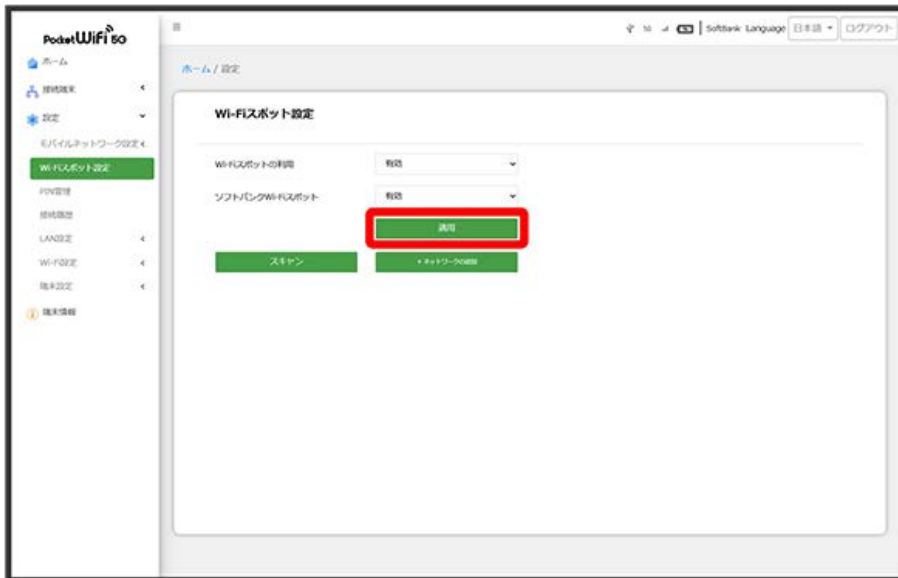 Pocket WiFi 5G
SoftBank Language 日本語 ログアウト
ホーム
ホーム / 設定
接続端末
設定
Wi-Fiスポット設定
モバイルネットワーク設定
Wi-Fiスポット設定
Wi-Fiスポットの利用 有効
PIN管理
ソフトバンクWi-Fiスポット 有効
接続履歴
適用
LAN設定
Wi-Fi設定
スキャン
端末設定
端末情報